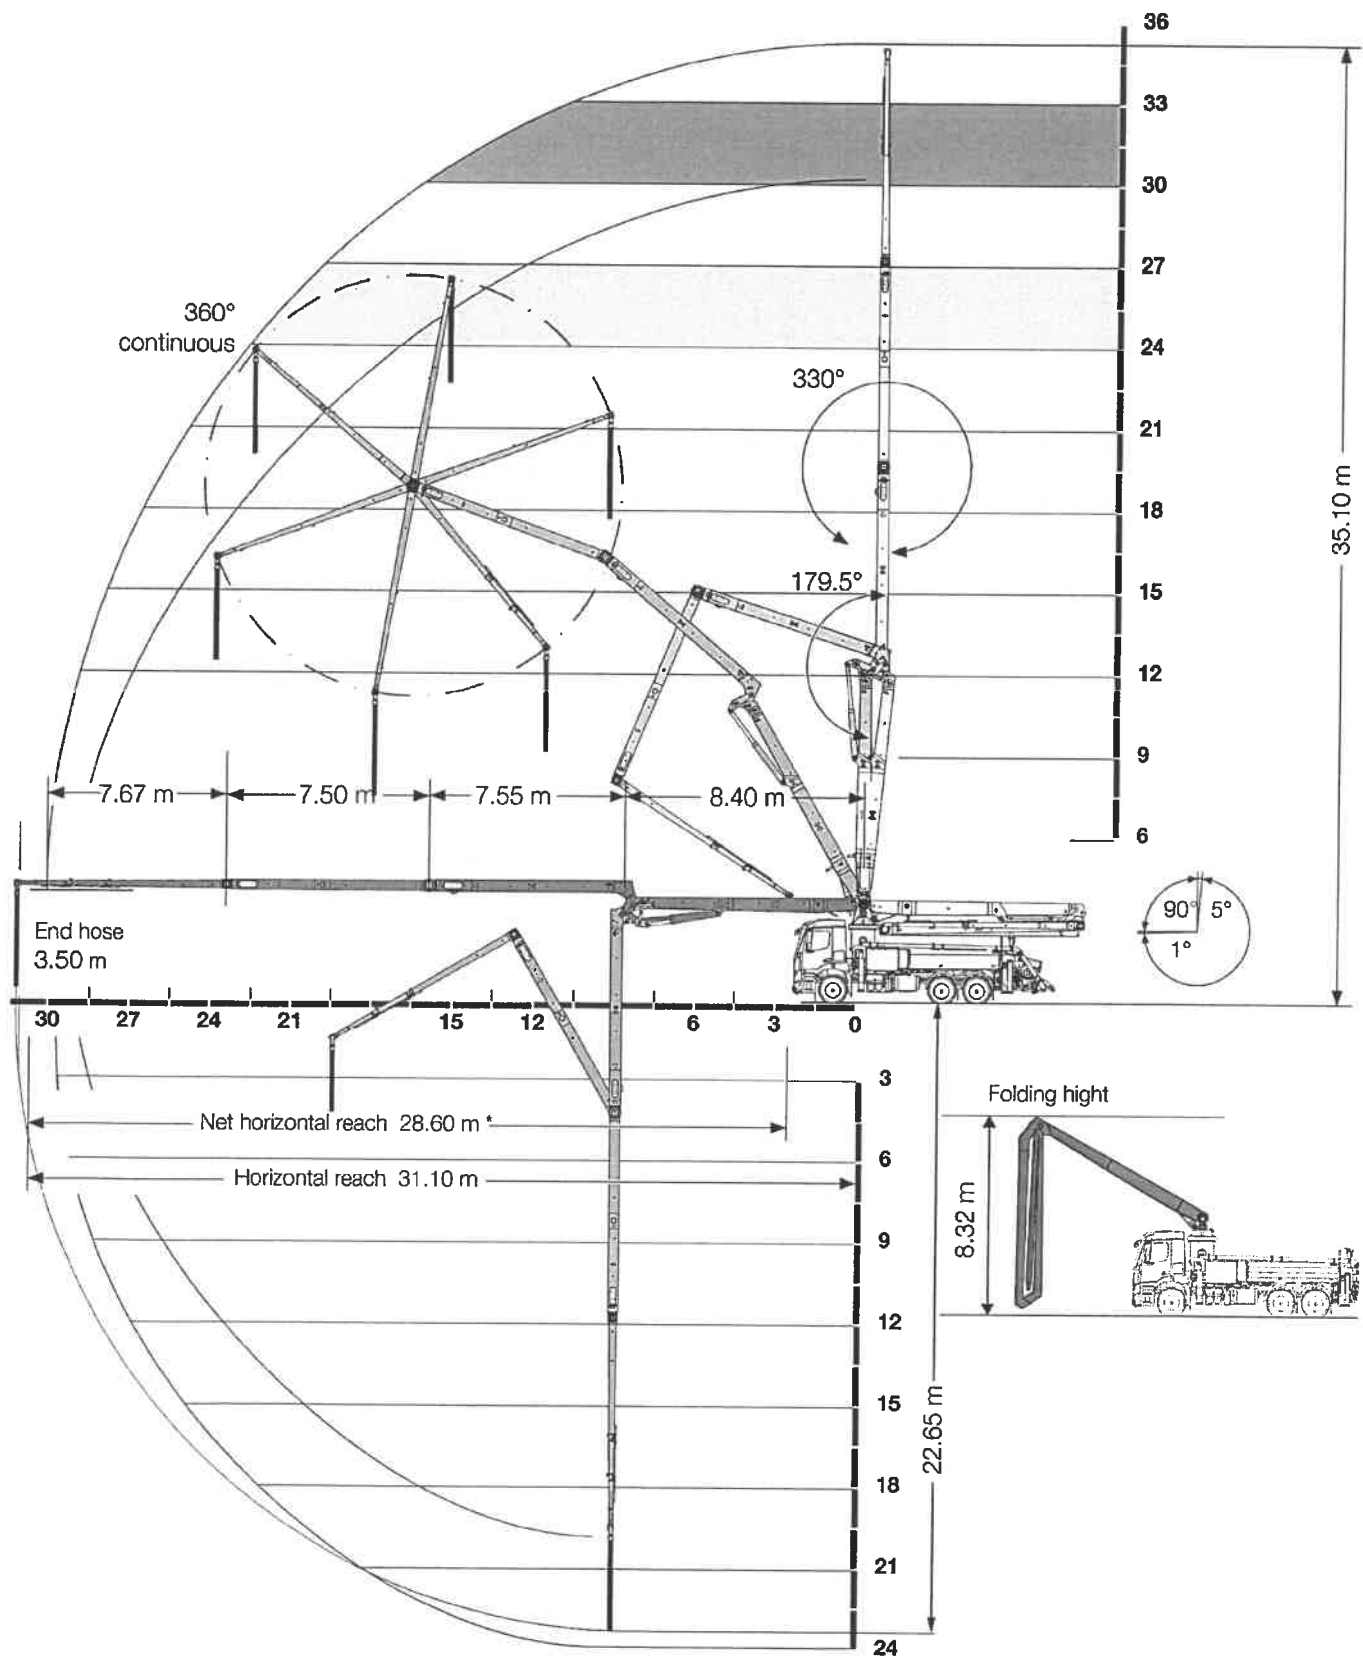 36
33
30
27
360°
continuous
24
330°
21
18
35.10 m
179.5°
15
12
9
7.67 m
7.50 m
7.55 m
8.40 m
6
90°
5°
1°
End hose
3.50 m
30
27
24
21
15
12
6
3
0
3
Folding hight
Net horizontal reach 28.60 m *
6
Horizontal reach 31.10 m
8.32 m
9
12
15
22.65 m
18
21
24